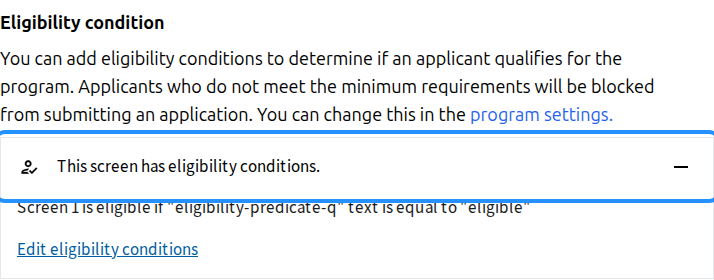 Eligibility condition
You can add eligibility conditions to determine if an applicant qualifies for the
program. Applicants who do not meet the minimum requirements will be blocked
from submitting an application. You can change this in the program settings.
This screen has eligibility conditions.
Screen 1 is eligible if "eligibility-predicate-q" text is equal to "eligible"
Edit eligibility conditions